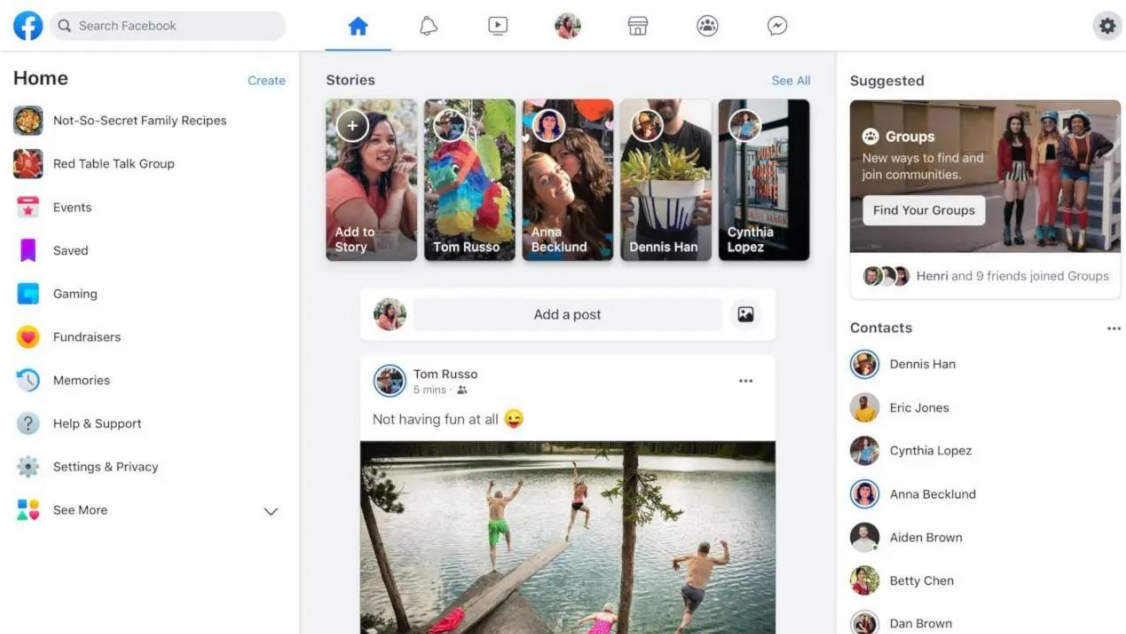 Search Facebook
Home
Create
Not-So-Secret Family Recipes
Red Table Talk Group
Events
Saved
Gaming
Fundraisers
Memories
Help & Support
Settings & Privacy
See More
Stories
See All
Add to
Story
Tom Russo
Anna
Becklund
Dennis Han
Cynthia
Lopez
Add a post
Tom Russo
5 mins ·
Not having fun at all 😜
Suggested
Groups
New ways to find and
join communities.
Find Your Groups
Henri and 9 friends joined Groups
Contacts
Dennis Han
Eric Jones
Cynthia Lopez
Anna Becklund
Aiden Brown
Betty Chen
Dan Brown